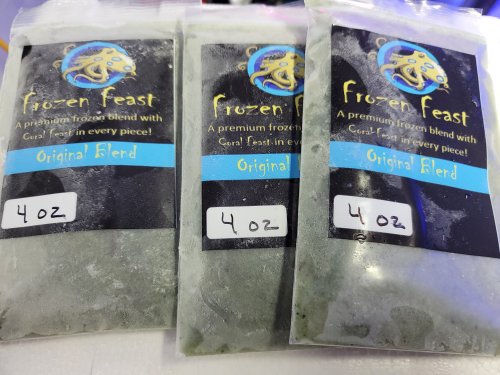 Frozen Feast
A premium frozen blend with
Coral Feast in every piece!
Original Blend
4 oz
Frozen Feast
A premium frozen
Coral Feast in
Original
4 oz
Frozen Feast
A premium frozen blend with
Coral Feast in every piece!
Original Blend
4 oz